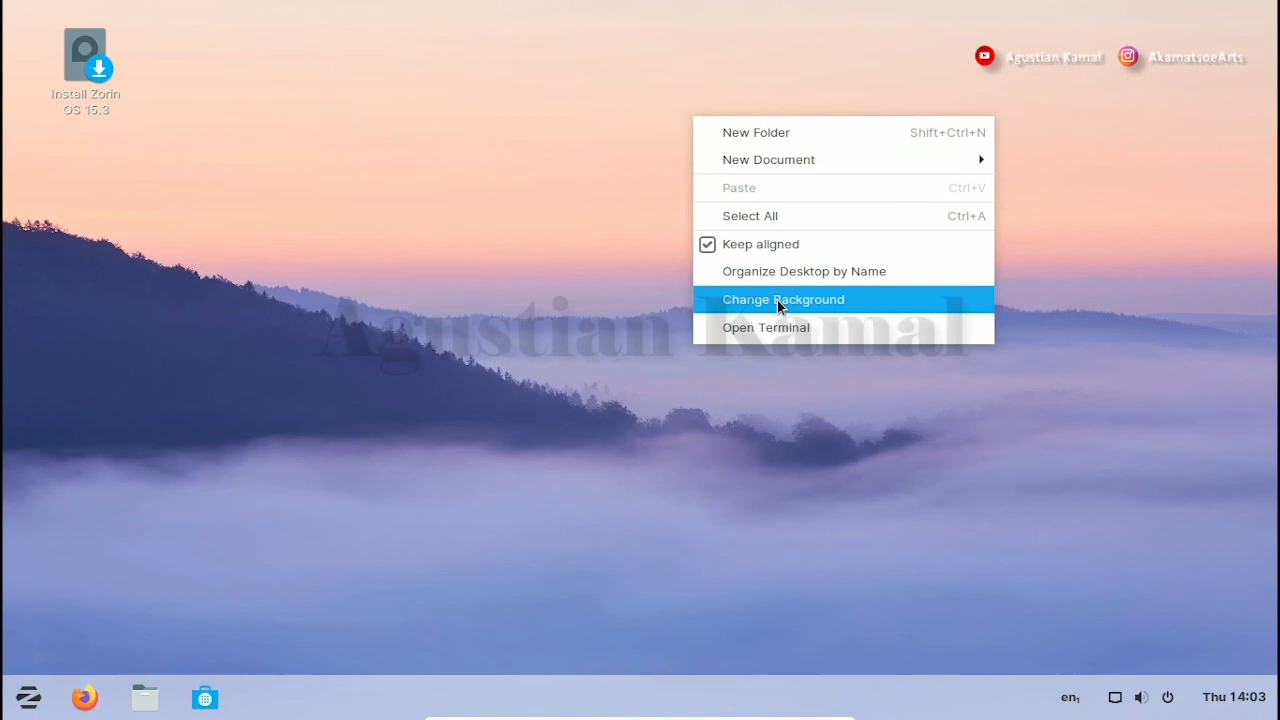 Install Zorin
OS 15.3
Agustian Kamal
AkamatsoeArts
New Folder Shift+Ctrl+N
New Document
Paste Ctrl+V
Select All Ctrl+A
Keep aligned
Organize Desktop by Name
Change Background
Open Terminal
Agustian Kamal
en₁
Thu 14:03